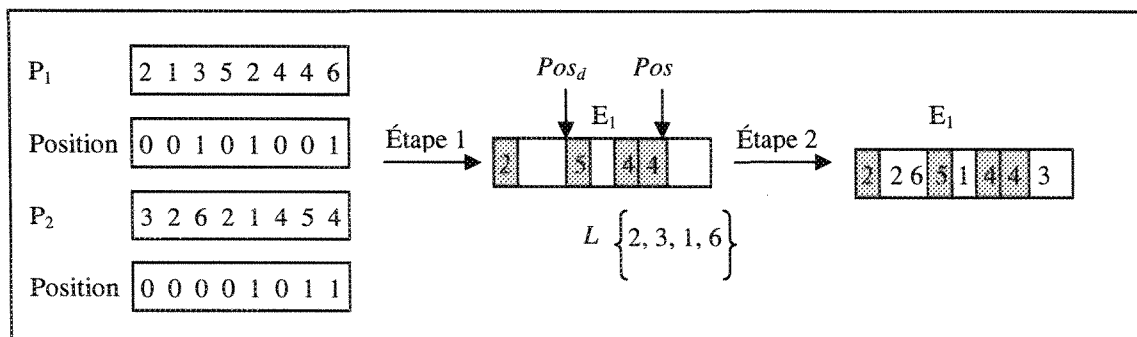 P₁ 2 1 3 5 2 4 4 6
Position 0 0 1 0 1 0 0 1
P₂ 3 2 6 2 1 4 5 4
Position 0 0 0 0 1 0 1 1
Étape 1
Pos_d Pos
E₁
2 5 4 4
L {2, 3, 1, 6}
Étape 2
E₁
2 2 6 5 1 4 4 3